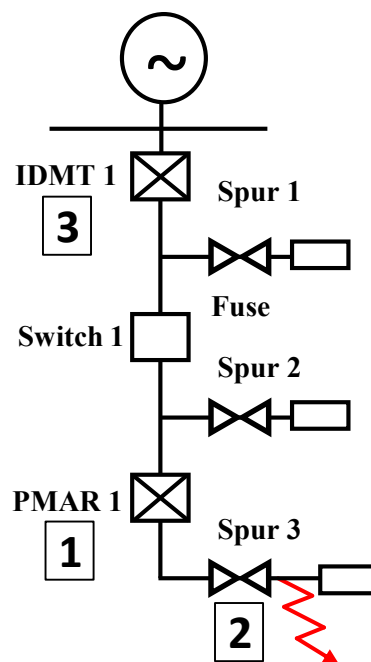 ~
IDMT 1
Spur 1
3
Fuse
Switch 1
Spur 2
PMAR 1
Spur 3
1
2